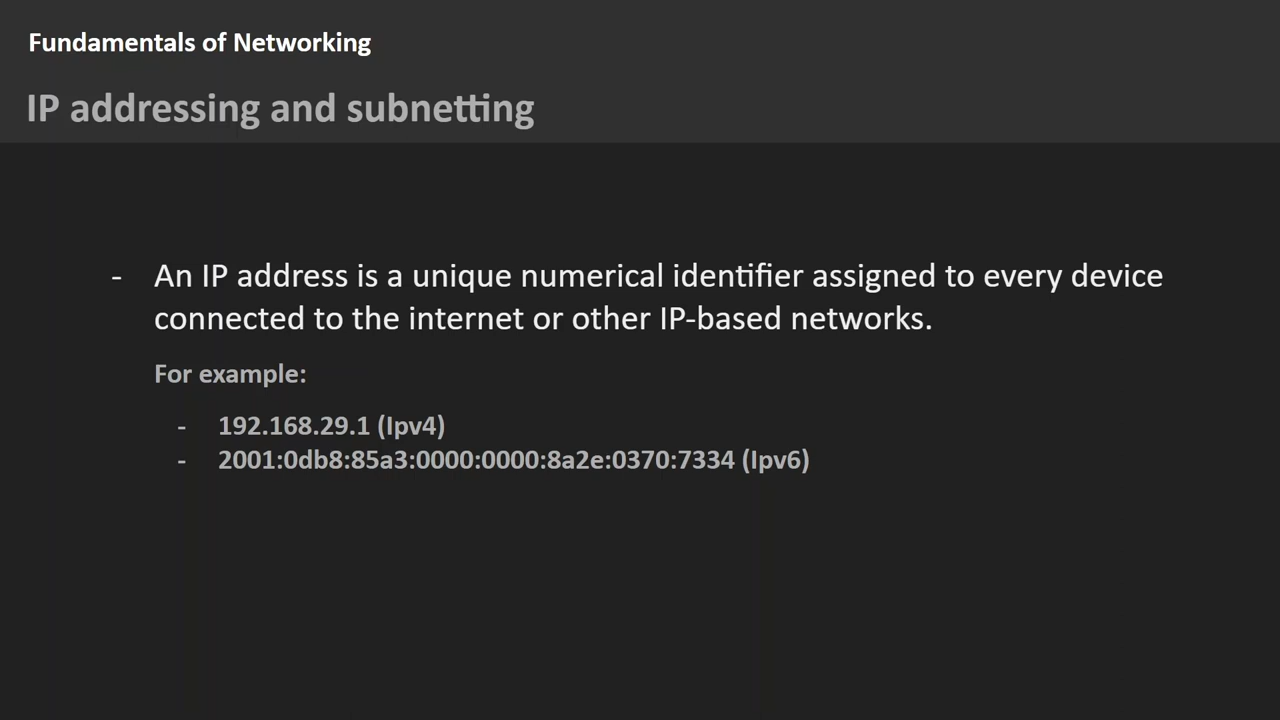 Fundamentals of Networking
IP addressing and subnetting
- An IP address is a unique numerical identifier assigned to every device
connected to the internet or other IP-based networks.
For example:
- 192.168.29.1 (Ipv4)
- 2001:0db8:85a3:0000:0000:8a2e:0370:7334 (Ipv6)